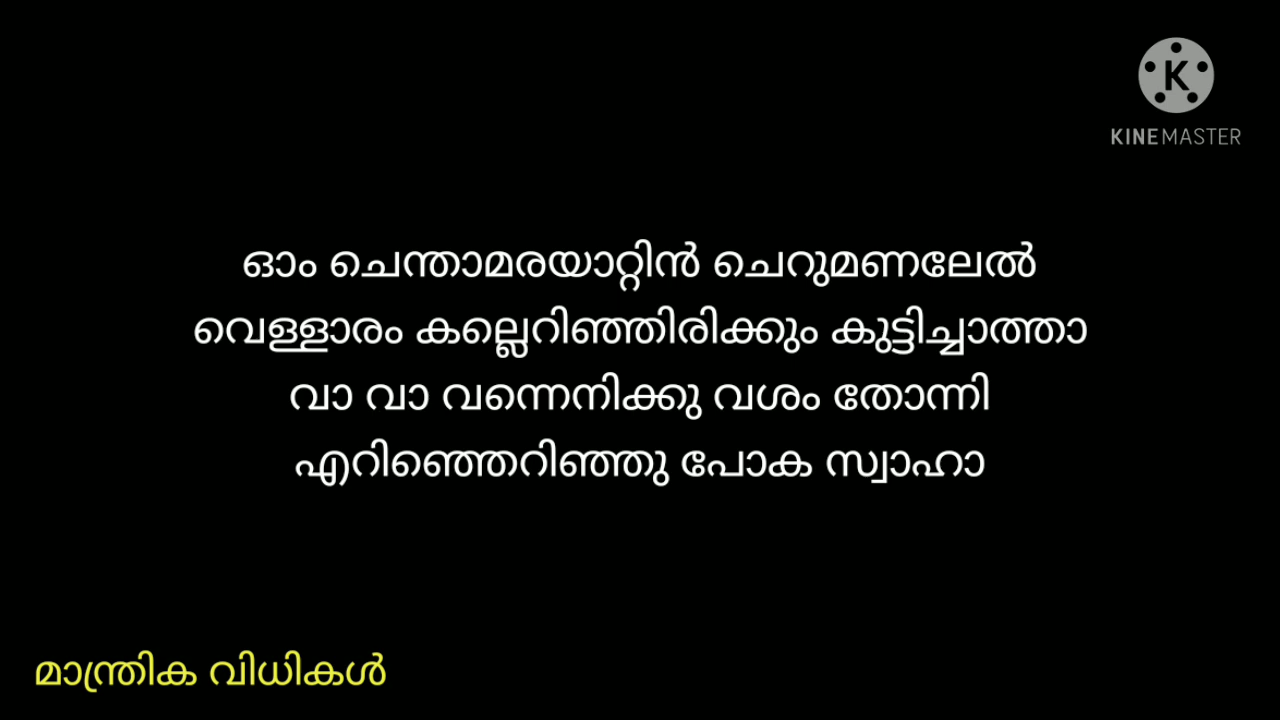 KINEMASTER
ഓം ചെന്താമരയാറ്റിൻ ചെറുമണലേൽ
വെള്ളാരം കല്ലെറിഞ്ഞിരിക്കും കുട്ടിച്ചാത്താ
വാ വാ വന്നെനിക്കു വശം തോന്നി
എറിഞ്ഞെറിഞ്ഞു പോക സ്വാഹാ
മാന്ത്രിക വിധികൾ